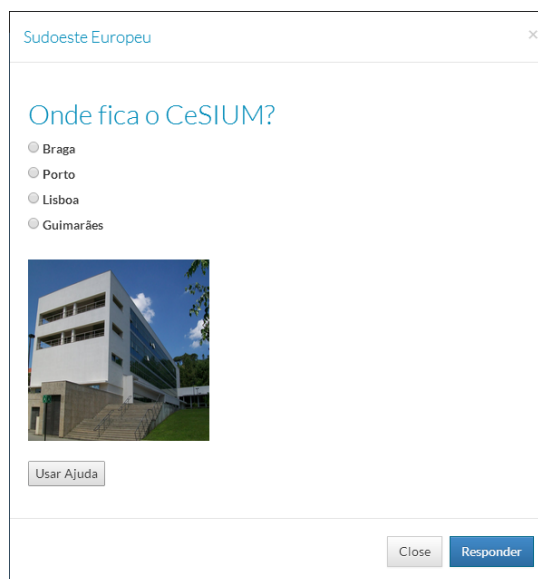 Sudoeste Europeu
×
Onde fica o CeSIUM?
Braga
Porto
Lisboa
Guimarães
Usar Ajuda
Close
Responder